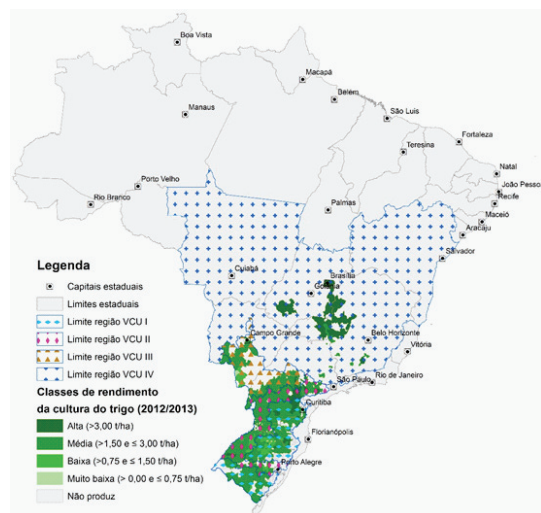 Boa Vista
Macapá
Belém
Manaus
São Luis
Fortaleza
Teresina
Natal
João Pesso
Recife
Porto Velho
Rio Branco
Palmas
Maceió
Aracaju
Salvador
Cuiabá
Brasília
Goiânia
Campo Grande
Belo Horizonte
Vitória
São Paulo
Rio de Janeiro
Curitiba
Florianópolis
Porto Alegre
Legenda
Capitais estaduais
Limites estaduais
Limite região VCU I
Limite região VCU II
Limite região VCU III
Limite região VCU IV
Classes de rendimento
da cultura do trigo (2012/2013)
Alta (>3,00 t/ha)
Média (>1,50 e ≤ 3,00 t/ha)
Baixa (>0,75 e ≤ 1,50 t/ha)
Muito baixa (> 0,00 e ≤ 0,75 t/ha)
Não produz